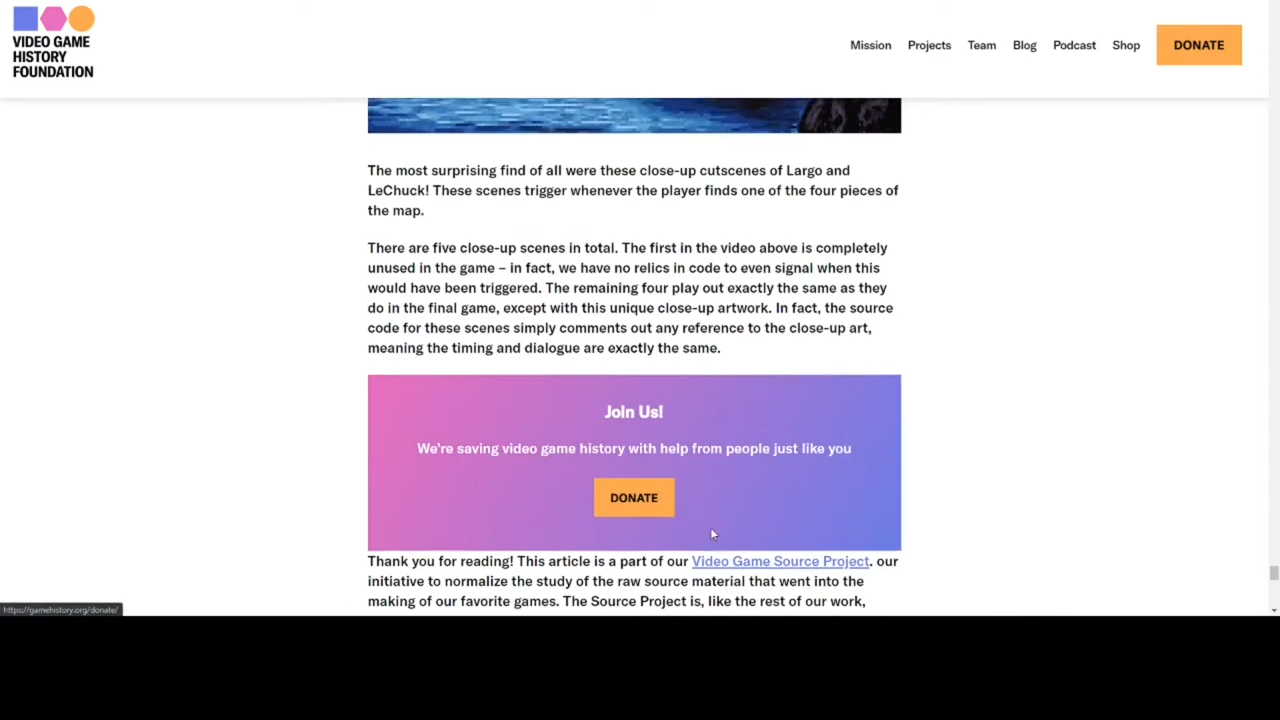 VIDEO GAME
HISTORY
FOUNDATION
Mission Projects Team Blog Podcast Shop DONATE
The most surprising find of all were these close-up cutscenes of Largo and
LeChuck! These scenes trigger whenever the player finds one of the four pieces of
the map.
There are five close-up scenes in total. The first in the video above is completely
unused in the game – in fact, we have no relics in code to even signal when this
would have been triggered. The remaining four play out exactly the same as they
do in the final game, except with this unique close-up artwork. In fact, the source
code for these scenes simply comments out any reference to the close-up art,
meaning the timing and dialogue are exactly the same.
Join Us!
We're saving video game history with help from people just like you
DONATE
Thank you for reading! This article is a part of our Video Game Source Project. our
initiative to normalize the study of the raw source material that went into the
making of our favorite games. The Source Project is, like the rest of our work,
https://gamehistory.org/donate/